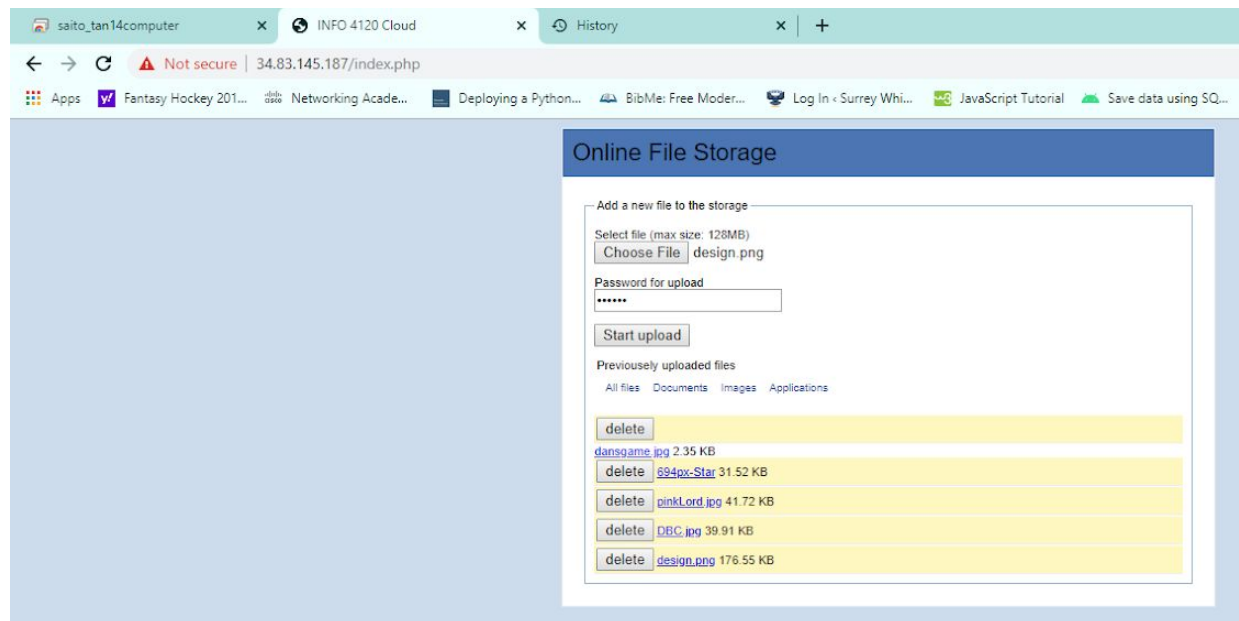 saito_tan14computer INFO 4120 Cloud History
Not secure 34.83.145.187/index.php
Apps Fantasy Hockey 201... Networking Acade... Deploying a Python... BibMe: Free Moder... Log In ‹ Surrey Whi... JavaScript Tutorial Save data using SQ...
Online File Storage
Add a new file to the storage
Select file (max size: 128MB)
Choose File design.png
Password for upload
••••••
Start upload
Previousely uploaded files
All files Documents Images Applications
delete
dansgame.jpg 2.35 KB
delete 694px-Star 31.52 KB
delete pinkLord.jpg 41.72 KB
delete DBC.jpg 39.91 KB
delete design.png 176.55 KB